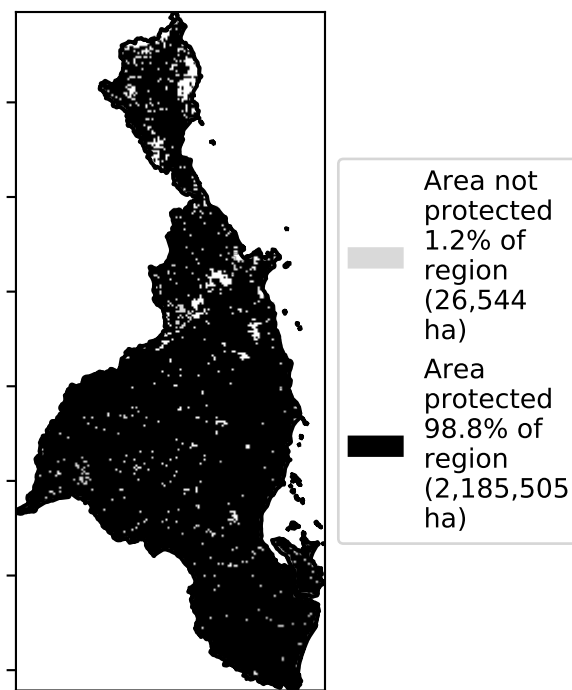 Area not
protected
1.2% of
region
(26,544
ha)
Area
protected
98.8% of
region
(2,185,505
ha)